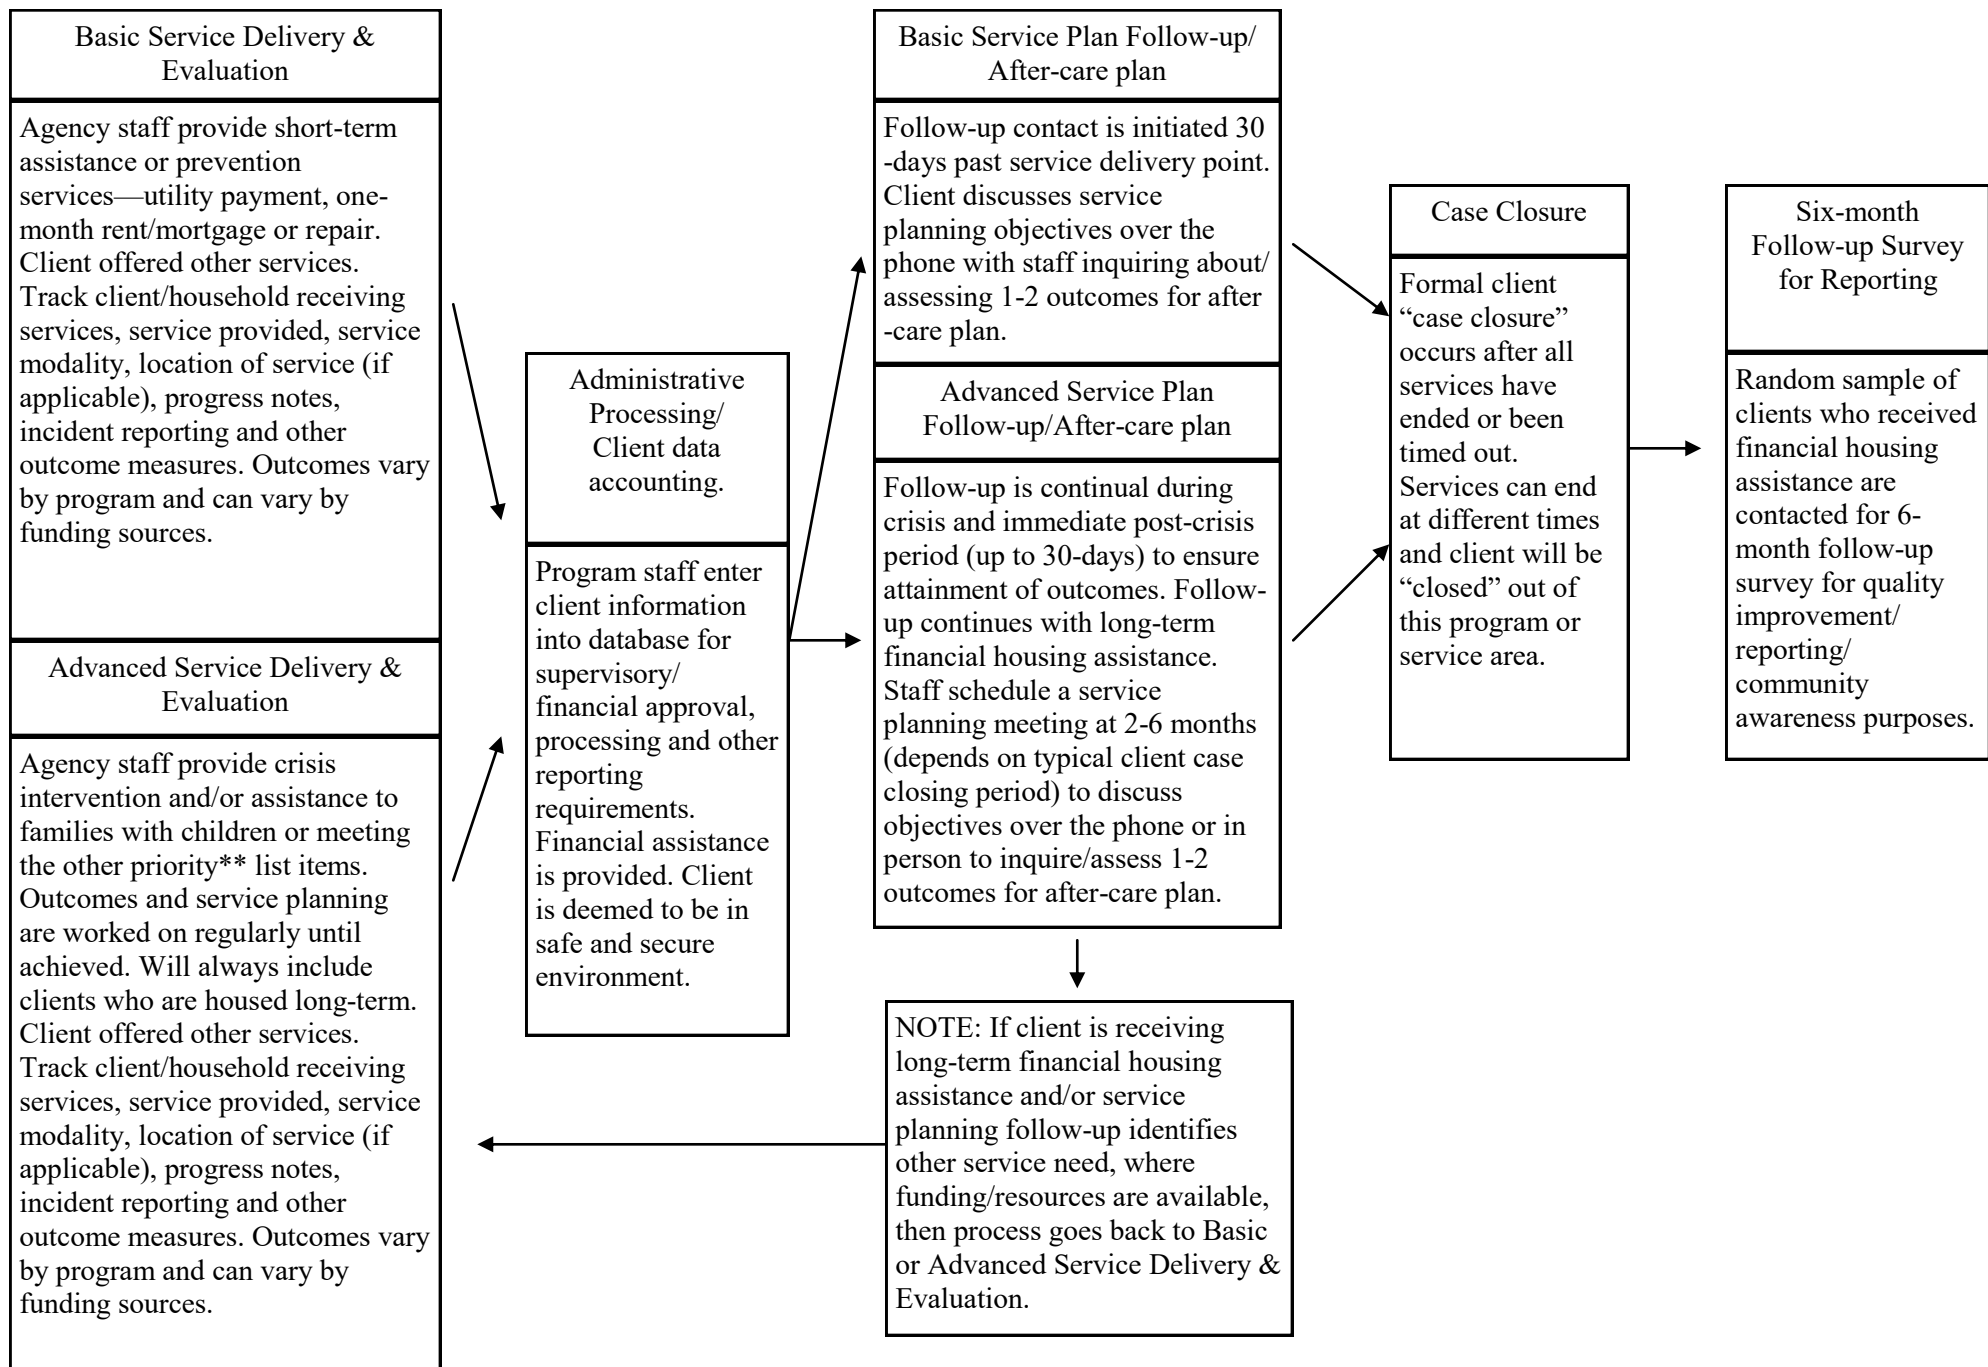 Basic Service Delivery &
Evaluation
Agency staff provide short-term
assistance or prevention
services—utility payment, one-
month rent/mortgage or repair.
Client offered other services.
Track client/household receiving
services, service provided, service
modality, location of service (if
applicable), progress notes,
incident reporting and other
outcome measures. Outcomes vary
by program and can vary by
funding sources.
Advanced Service Delivery &
Evaluation
Agency staff provide crisis
intervention and/or assistance to
families with children or meeting
the other priority** list items.
Outcomes and service planning
are worked on regularly until
achieved. Will always include
clients who are housed long-term.
Client offered other services.
Track client/household receiving
services, service provided, service
modality, location of service (if
applicable), progress notes,
incident reporting and other
outcome measures. Outcomes vary
by program and can vary by
funding sources.
Administrative
Processing/
Client data
accounting.
Program staff enter
client information
into database for
supervisory/
financial approval,
processing and other
reporting
requirements.
Financial assistance
is provided. Client
is deemed to be in
safe and secure
environment.
Basic Service Plan Follow-up/
After-care plan
Follow-up contact is initiated 30
-days past service delivery point.
Client discusses service
planning objectives over the
phone with staff inquiring about/
assessing 1-2 outcomes for after
-care plan.
Advanced Service Plan
Follow-up/After-care plan
Follow-up is continual during
crisis and immediate post-crisis
period (up to 30-days) to ensure
attainment of outcomes. Follow-
up continues with long-term
financial housing assistance.
Staff schedule a service
planning meeting at 2-6 months
(depends on typical client case
closing period) to discuss
objectives over the phone or in
person to inquire/assess 1-2
outcomes for after-care plan.
NOTE: If client is receiving
long-term financial housing
assistance and/or service
planning follow-up identifies
other service need, where
funding/resources are available,
then process goes back to Basic
or Advanced Service Delivery &
Evaluation.
Case Closure
Formal client
“case closure”
occurs after all
services have
ended or been
timed out.
Services can end
at different times
and client will be
“closed” out of
this program or
service area.
Six-month
Follow-up Survey
for Reporting
Random sample of
clients who received
financial housing
assistance are
contacted for 6-
month follow-up
survey for quality
improvement/
reporting/
community
awareness purposes.